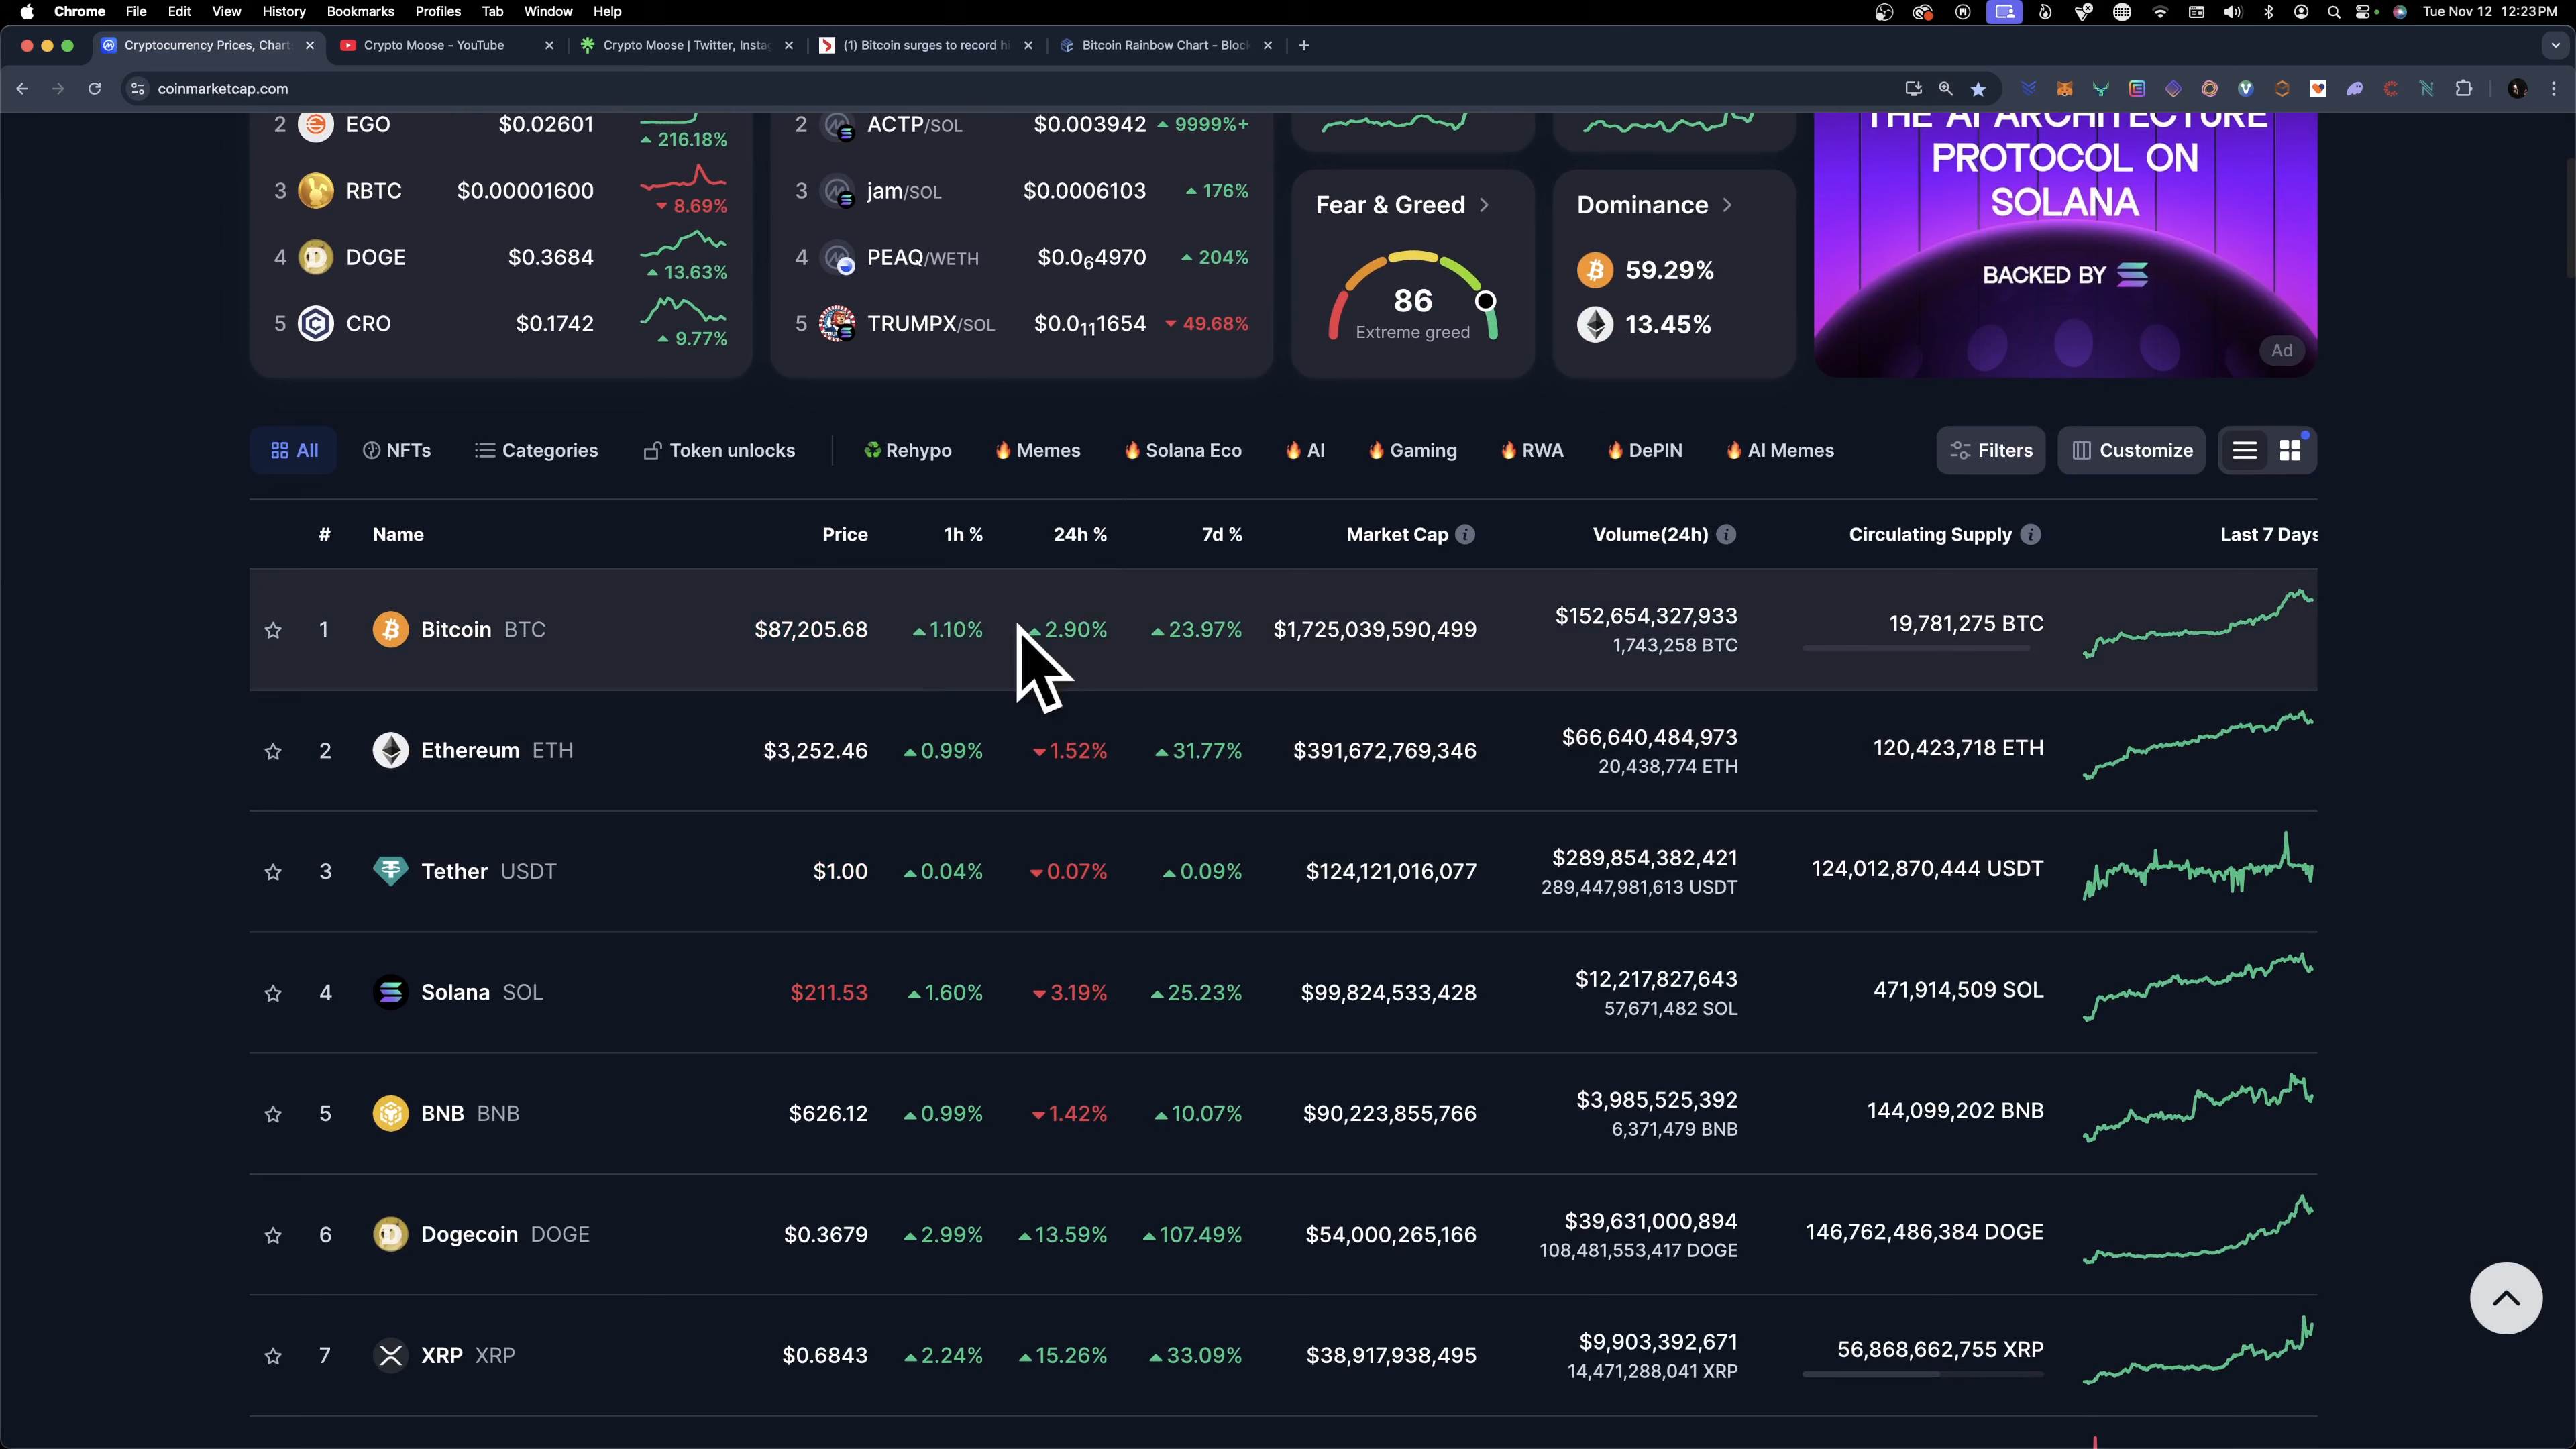 Chrome File Edit View History Bookmarks Profiles Tab Window Help Tue Nov 12 12:23 PM
Cryptocurrency Prices, Chart Crypto Moose - YouTube Crypto Moose | Twitter, Insta (1) Bitcoin surges to record hi Bitcoin Rainbow Chart - Bloc
coinmarketcap.com
2 EGO $0.02601 216.18%
3 RBTC $0.00001600 8.69%
4 DOGE $0.3684 13.63%
5 CRO $0.1742 9.77%
2 ACTP/SOL $0.003942 9999%+
3 jam/SOL $0.0006103 176%
4 PEAQ/WETH $0.0₆4970 204%
5 TRUMPX/SOL $0.0₁₁1654 49.68%
Fear & Greed
86
Extreme greed
Dominance
59.29%
13.45%
THE AI ARCHITECTURE
PROTOCOL ON
SOLANA
BACKED BY
Ad
All NFTs Categories Token unlocks Rehypo Memes Solana Eco AI Gaming RWA DePIN AI Memes Filters Customize
# Name Price 1h % 24h % 7d % Market Cap Volume(24h) Circulating Supply Last 7 Days
1 Bitcoin BTC $87,205.68 1.10% 2.90% 23.97% $1,725,039,590,499 $152,654,327,933 19,781,275 BTC
1,743,258 BTC
2 Ethereum ETH $3,252.46 0.99% 1.52% 31.77% $391,672,769,346 $66,640,484,973 120,423,718 ETH
20,438,774 ETH
3 Tether USDT $1.00 0.04% 0.07% 0.09% $124,121,016,077 $289,854,382,421 124,012,870,444 USDT
289,447,981,613 USDT
4 Solana SOL $211.53 1.60% 3.19% 25.23% $99,824,533,428 $12,217,827,643 471,914,509 SOL
57,671,482 SOL
5 BNB BNB $626.12 0.99% 1.42% 10.07% $90,223,855,766 $3,985,525,392 144,099,202 BNB
6,371,479 BNB
6 Dogecoin DOGE $0.3679 2.99% 13.59% 107.49% $54,000,265,166 $39,631,000,894 146,762,486,384 DOGE
108,481,553,417 DOGE
7 XRP XRP $0.6843 2.24% 15.26% 33.09% $38,917,938,495 $9,903,392,671 56,868,662,755 XRP
14,471,288,041 XRP